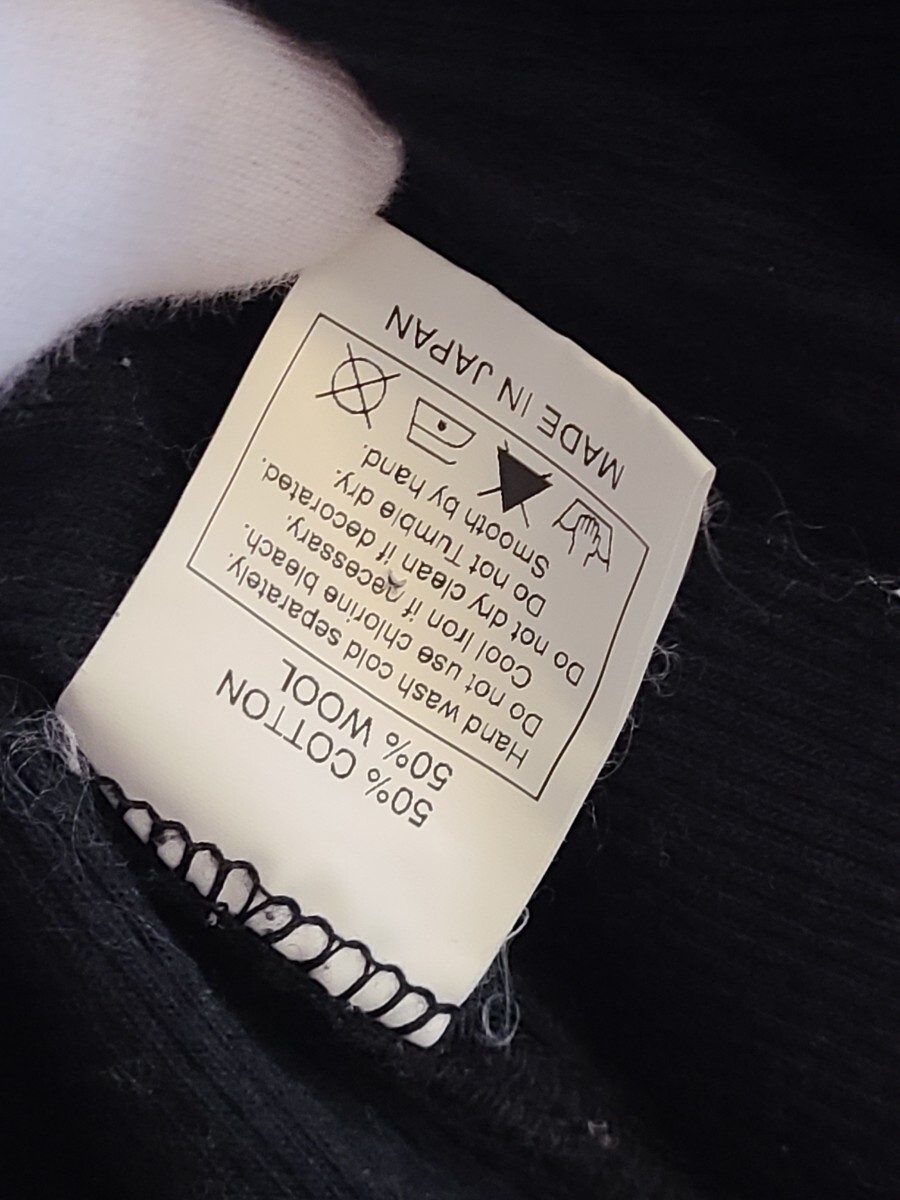 50% COTTON
50% WOOL
Hand wash cold separately.
Do not use chlorine bleach.
Cool Iron if necessary.
Do not dry clean if decorated.
Do not Tumble dry.
Smooth by hand.
MADE IN JAPAN